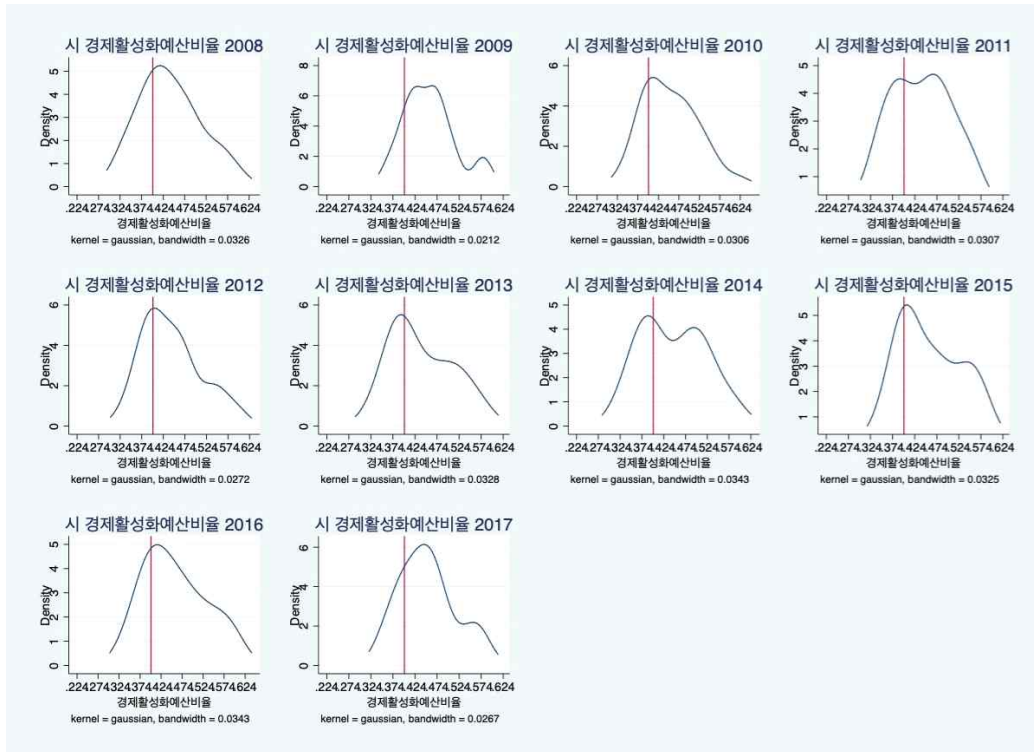 시 경제활성화예산비율 2008
Density
5
4
3
2
1
0
.224.274.324.374.424.474.524.574.624
경제활성화예산비율
kernel = gaussian, bandwidth = 0.0326
시 경제활성화예산비율 2009
Density
8
6
4
2
0
.224.274.324.374.424.474.524.574.624
경제활성화예산비율
kernel = gaussian, bandwidth = 0.0212
시 경제활성화예산비율 2010
Density
6
4
2
0
.224.274.324.374.424.474.524.574.624
경제활성화예산비율
kernel = gaussian, bandwidth = 0.0306
시 경제활성화예산비율 2011
Density
5
4
3
2
1
.224.274.324.374.424.474.524.574.624
경제활성화예산비율
kernel = gaussian, bandwidth = 0.0307
시 경제활성화예산비율 2012
Density
6
4
2
0
.224.274.324.374.424.474.524.574.624
경제활성화예산비율
kernel = gaussian, bandwidth = 0.0272
시 경제활성화예산비율 2013
Density
6
4
2
0
.224.274.324.374.424.474.524.574.624
경제활성화예산비율
kernel = gaussian, bandwidth = 0.0328
시 경제활성화예산비율 2014
Density
5
4
3
2
1
0
.224.274.324.374.424.474.524.574.624
경제활성화예산비율
kernel = gaussian, bandwidth = 0.0343
시 경제활성화예산비율 2015
Density
5
4
3
2
1
.224.274.324.374.424.474.524.574.624
경제활성화예산비율
kernel = gaussian, bandwidth = 0.0325
시 경제활성화예산비율 2016
Density
5
4
3
2
1
0
.224.274.324.374.424.474.524.574.624
경제활성화예산비율
kernel = gaussian, bandwidth = 0.0343
시 경제활성화예산비율 2017
Density
6
4
2
0
.224.274.324.374.424.474.524.574.624
경제활성화예산비율
kernel = gaussian, bandwidth = 0.0267